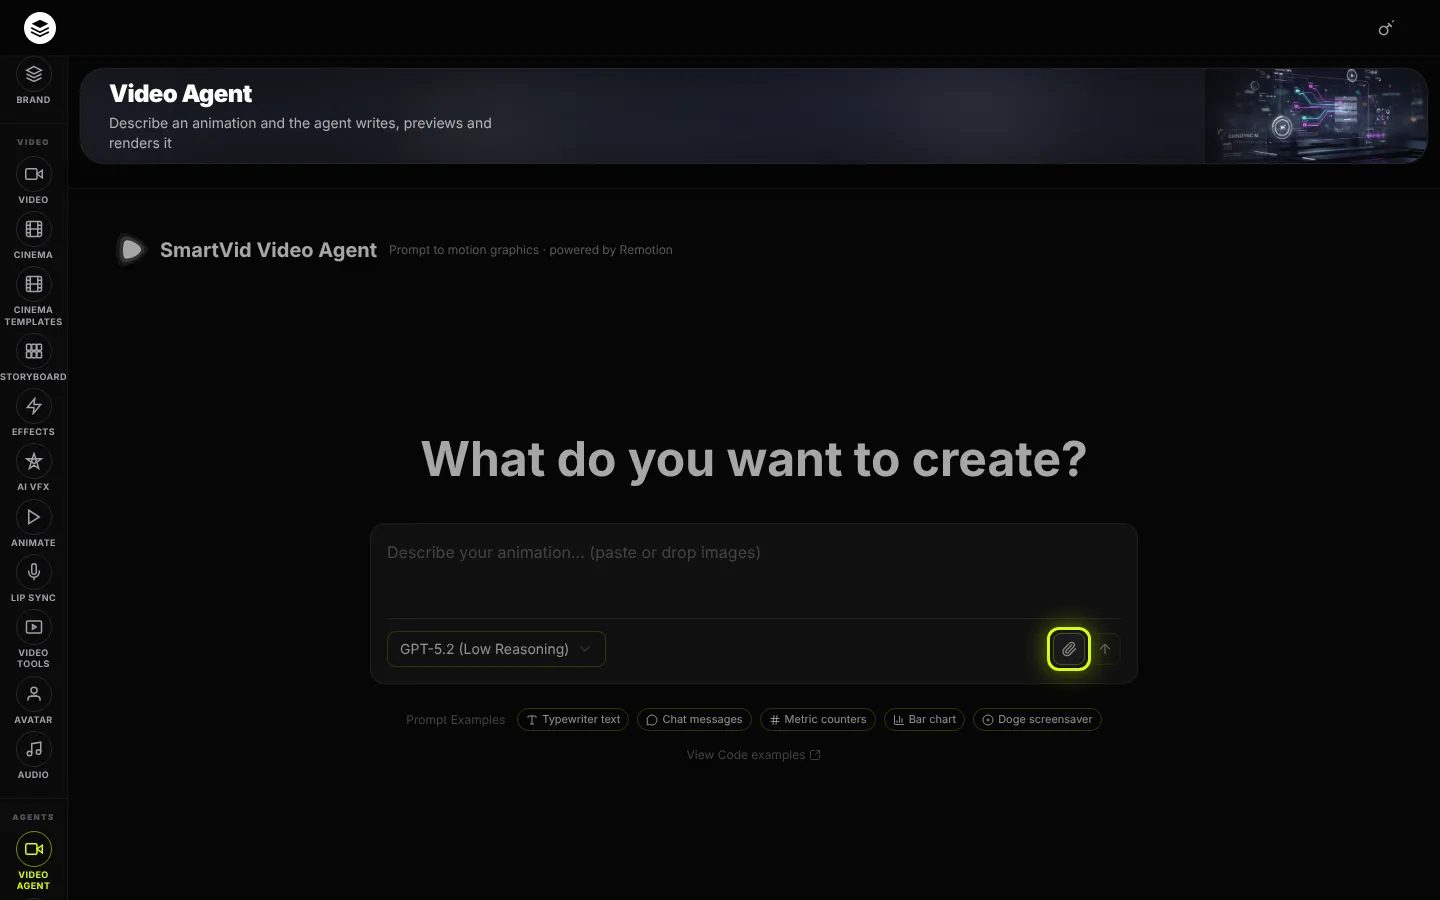 Video Agent
Describe an animation and the agent writes, previews and
renders it
BRAND
VIDEO
VIDEO
CINEMA
CINEMA
TEMPLATES
STORYBOARD
EFFECTS
AI VFX
ANIMATE
LIP SYNC
VIDEO
TOOLS
AVATAR
AUDIO
AGENTS
VIDEO
AGENT
SmartVid Video Agent
Prompt to motion graphics · powered by Remotion
What do you want to create?
Describe your animation... (paste or drop images)
GPT-5.2 (Low Reasoning)
Prompt Examples
Typewriter text
Chat messages
Metric counters
Bar chart
Doge screensaver
View Code examples